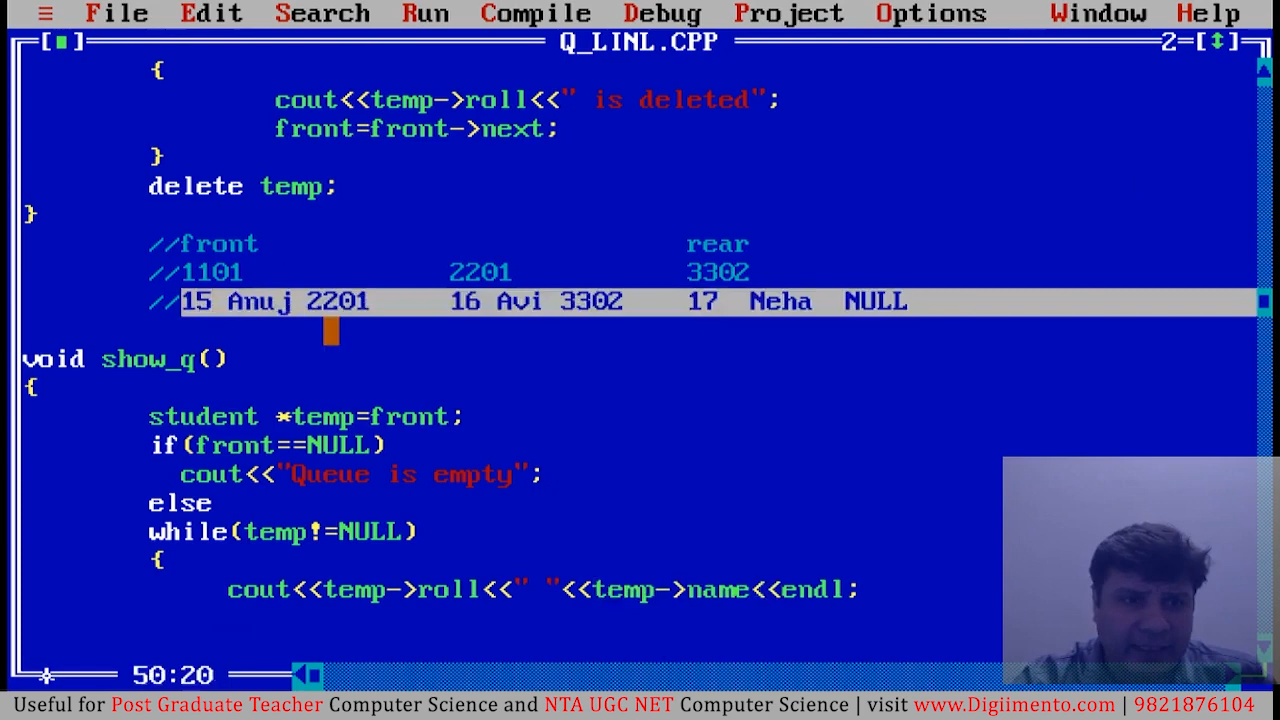 ≡ File Edit Search Run Compile Debug Project Options Window Help
[■] Q_LINL.CPP 2=[↕]
{
cout<<temp->roll<<" is deleted";
front=front->next;
}
delete temp;
}
//front rear
//1101 2201 3302
//15 Anuj 2201 16 Avi 3302 17 Neha NULL
void show_q()
{
student *temp=front;
if(front==NULL)
cout<<"Queue is empty";
else
while(temp!=NULL)
{
cout<<temp->roll<<" "<<temp->name<<endl;
50:20
Useful for Post Graduate Teacher Computer Science and NTA UGC NET Computer Science | visit www.Digiimento.com | 9821876104